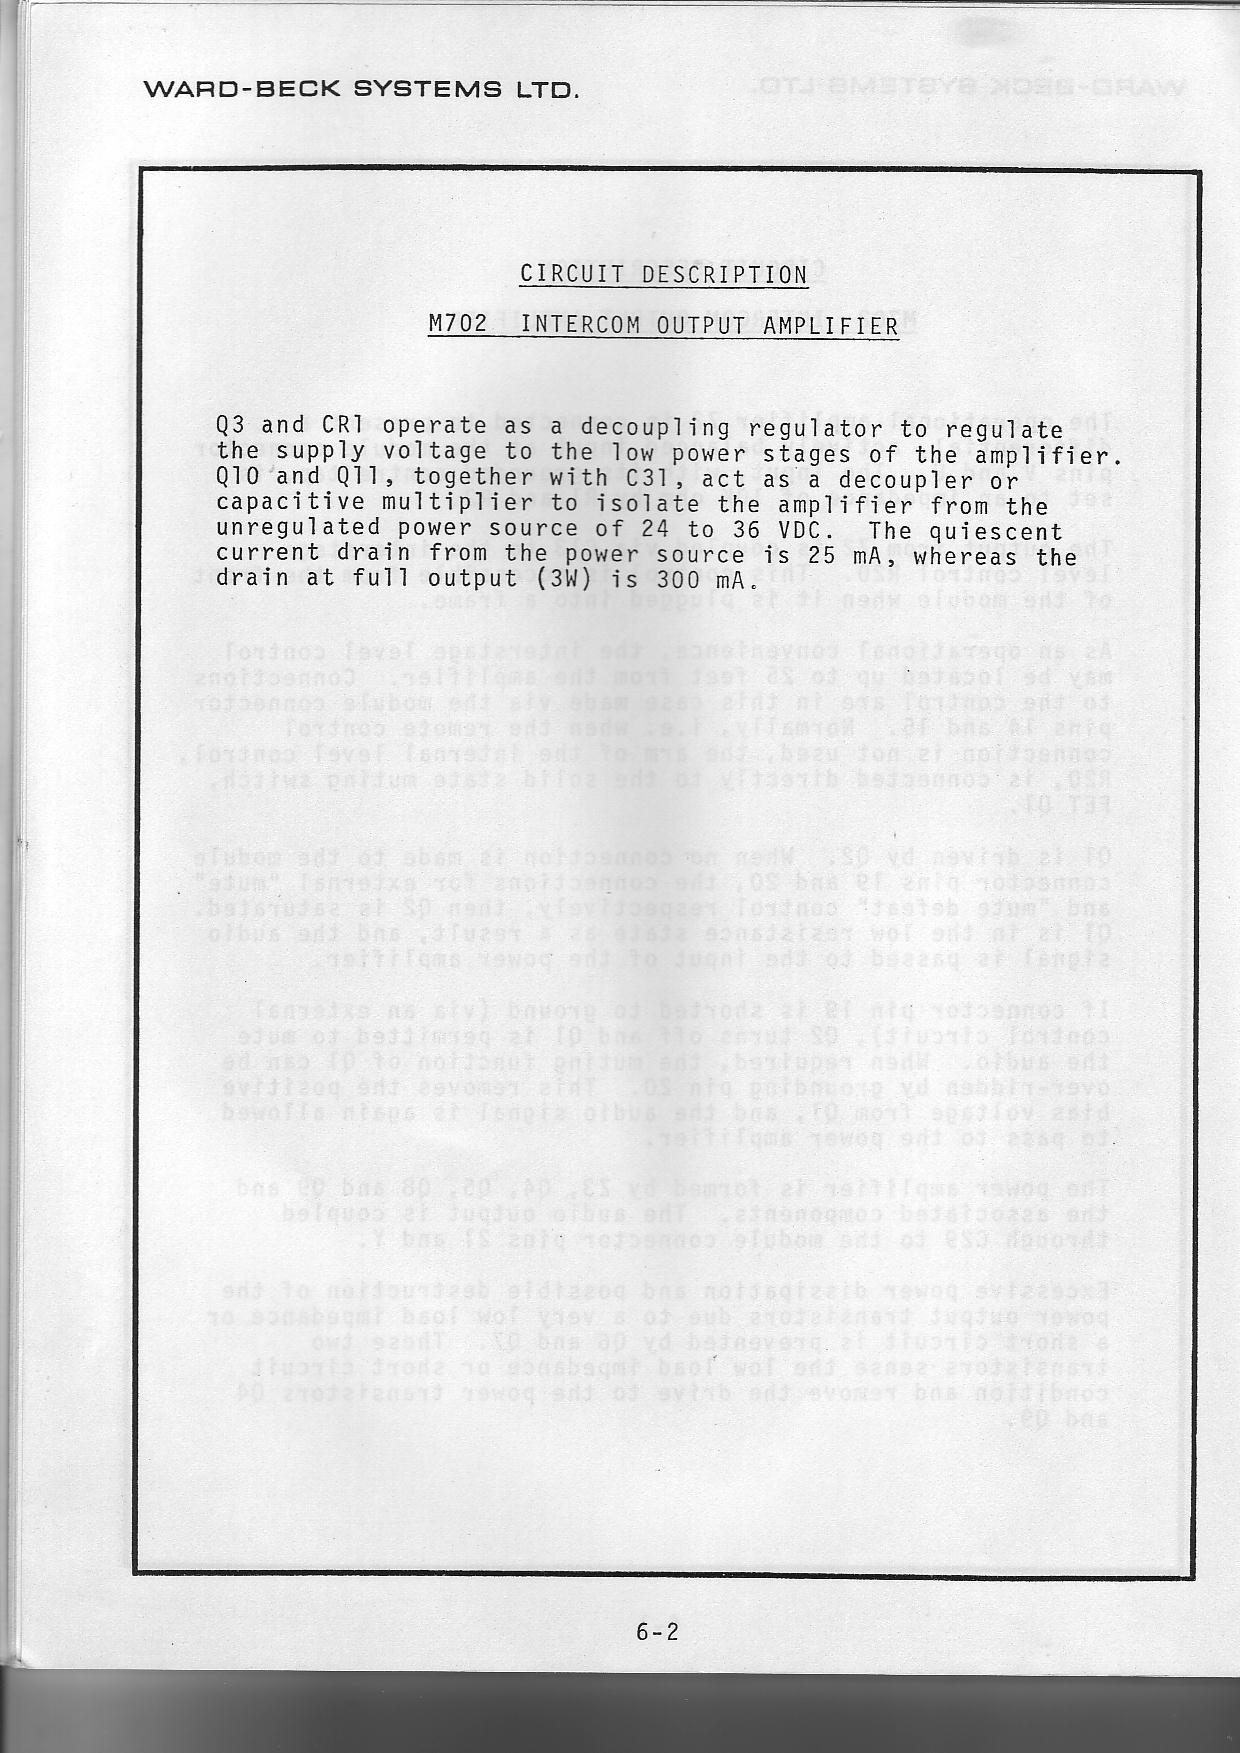 WARD-BECK SYSTEMS LTD.
CIRCUIT DESCRIPTION
M702 INTERCOM OUTPUT AMPLIFIER
Q3 and CR1 operate as a decoupling regulator to regulate
the supply voltage to the low power stages of the amplifier.
Q10 and Q11, together with C31, act as a decoupler or
capacitive multiplier to isolate the amplifier from the
unregulated power source of 24 to 36 VDC. The quiescent
current drain from the power source is 25 mA, whereas the
drain at full output (3W) is 300 mA.
6-2